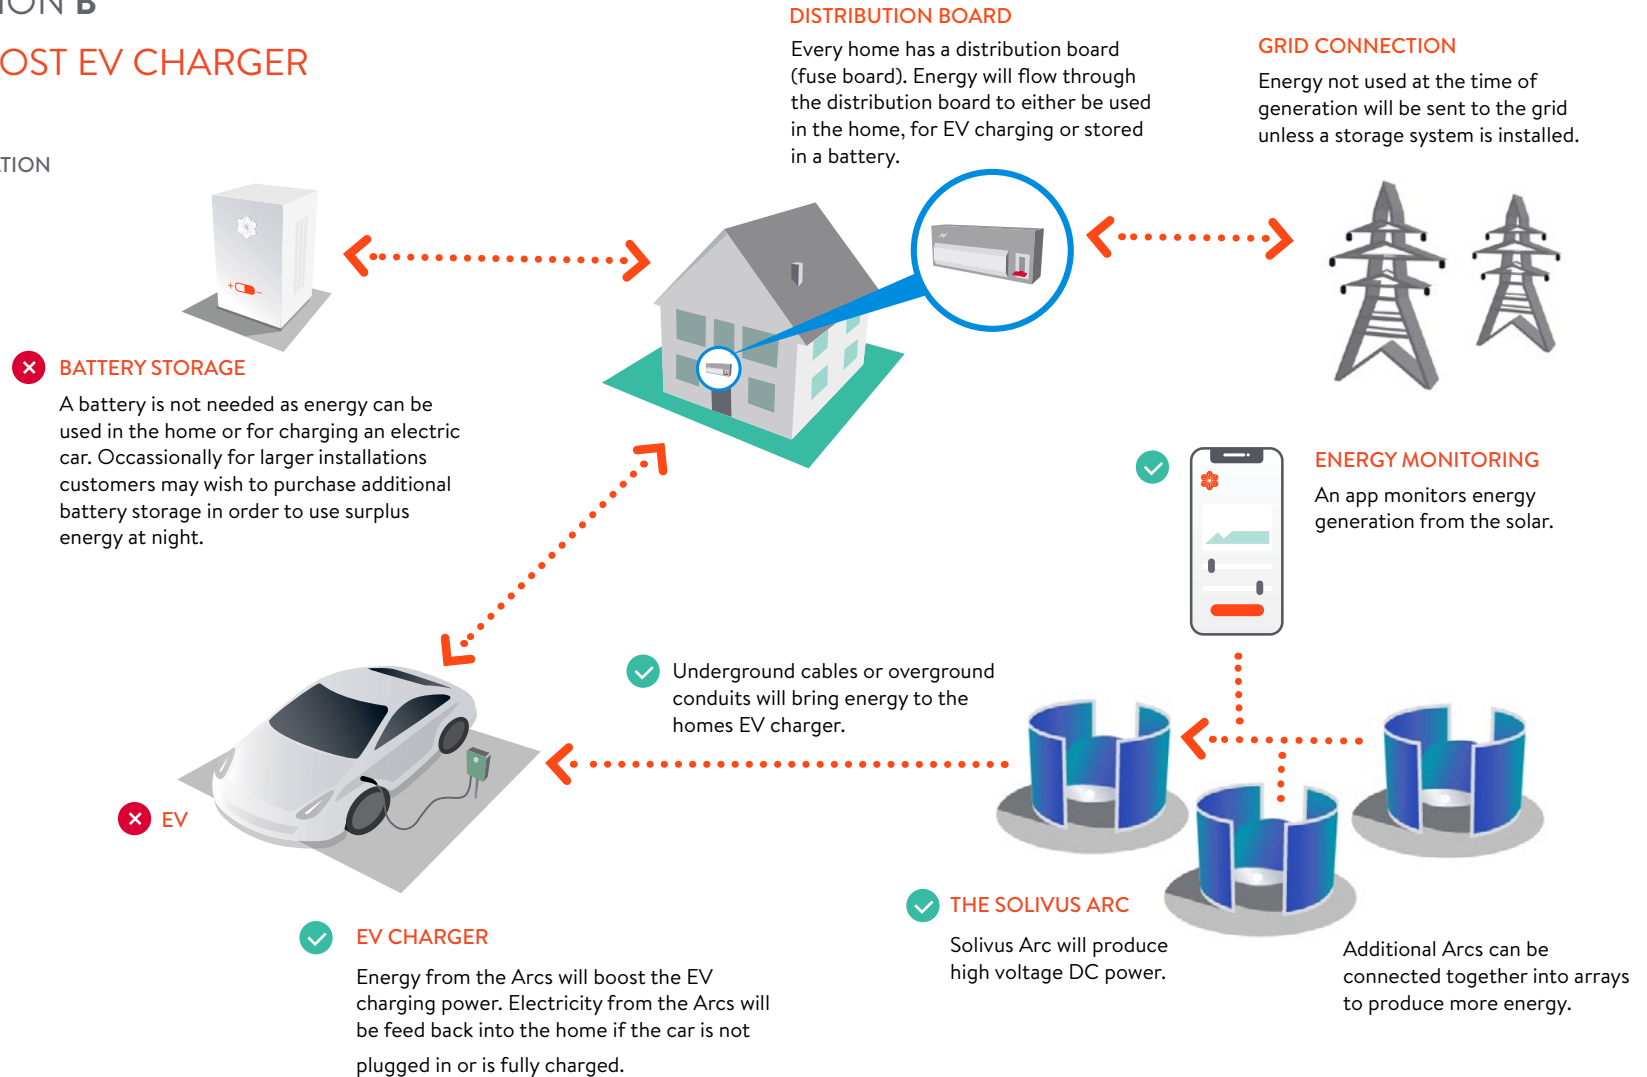 ION B
OST EV CHARGER
ATION
DISTRIBUTION BOARD
Every home has a distribution board
(fuse board). Energy will flow through
the distribution board to either be used
in the home, for EV charging or stored
in a battery.
GRID CONNECTION
Energy not used at the time of
generation will be sent to the grid
unless a storage system is installed.
BATTERY STORAGE
A battery is not needed as energy can be
used in the home or for charging an electric
car. Occassionally for larger installations
customers may wish to purchase additional
battery storage in order to use surplus
energy at night.
ENERGY MONITORING
An app monitors energy
generation from the solar.
Underground cables or overground
conduits will bring energy to the
homes EV charger.
EV
EV CHARGER
Energy from the Arcs will boost the EV
charging power. Electricity from the Arcs will
be feed back into the home if the car is not
plugged in or is fully charged.
THE SOLIVUS ARC
Solivus Arc will produce
high voltage DC power.
Additional Arcs can be
connected together into arrays
to produce more energy.